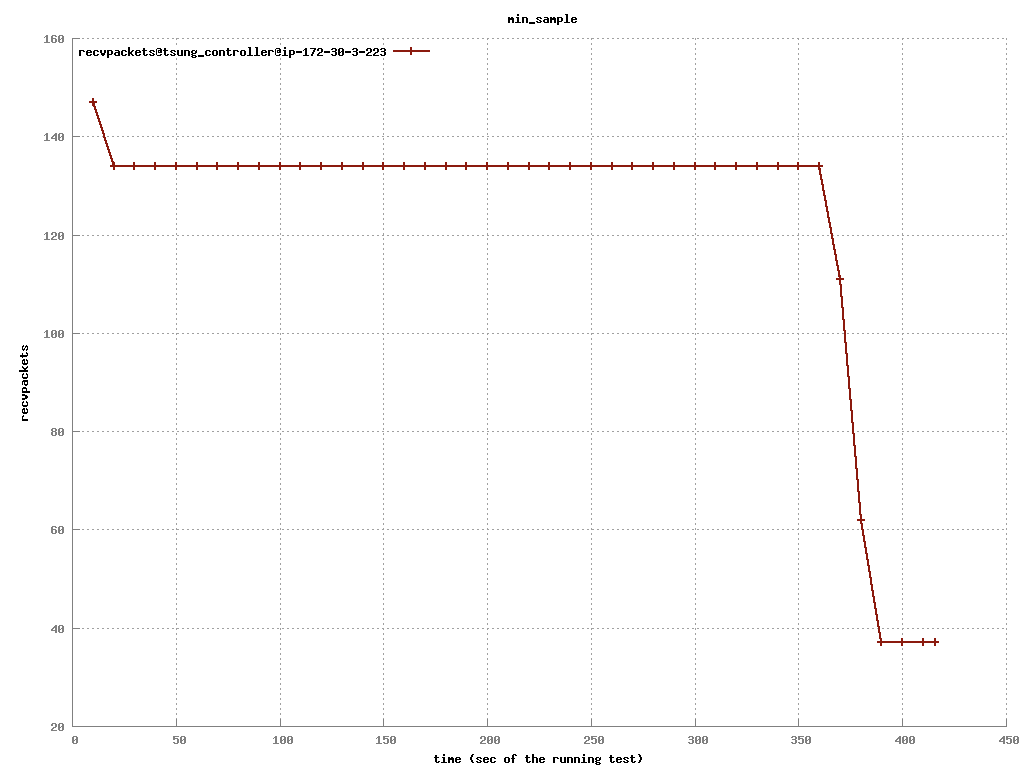 min_sample
160
recvpackets@tsung_controller@ip-172-30-3-223
140
120
100
recvpackets
80
60
40
20
0 50 100 150 200 250 300 350 400 450
time (sec of the running test)